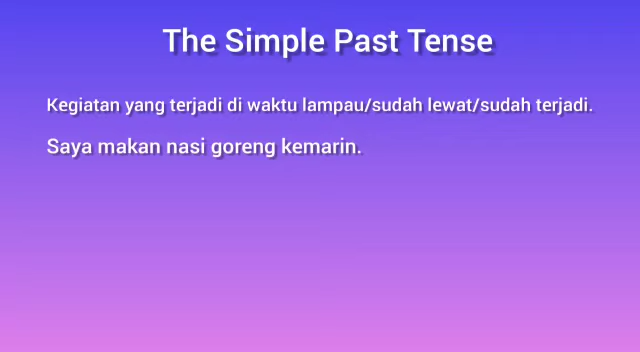 The Simple Past Tense
Kegiatan yang terjadi di waktu lampau/sudah lewat/sudah terjadi.
Saya makan nasi goreng kemarin.